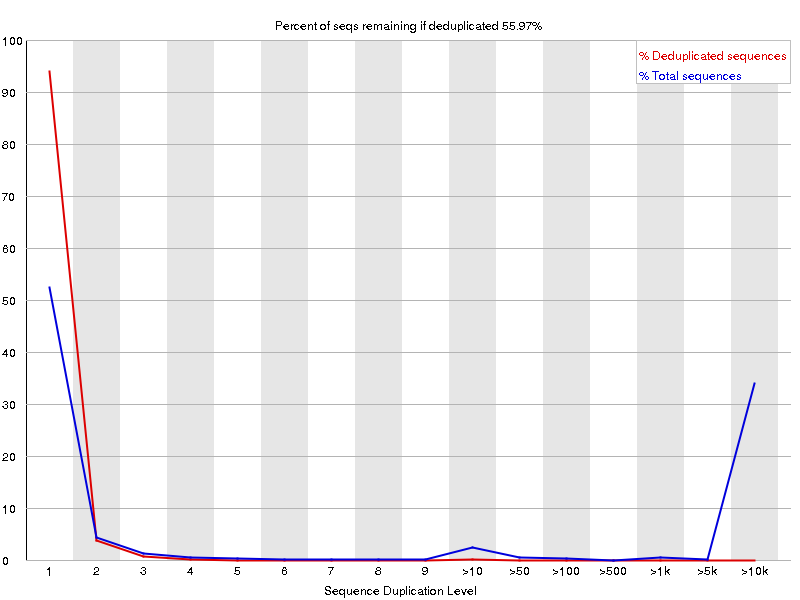 Percent of seqs remaining if deduplicated 55.97%
100
% Deduplicated sequences
% Total sequences
90
80
70
60
50
40
30
20
10
0
1 2 3 4 5 6 7 8 9 >10 >50 >100 >500 >1k >5k >10k
Sequence Duplication Level